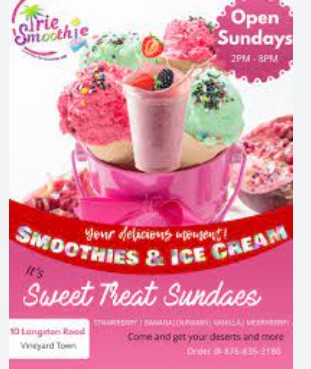 Irie
Smoothie
Open
Sundays
2PM - 8PM
Your delicious moment!
SMOOTHIES & ICE CREAM
It's
Sweet Treat Sundaes
STRAWBERRY | BANANA | DUNAMIS | VANILLA |
10 Langston Road
Vineyard Town
Come and get your deserts and more
Order @ 876-835-2180